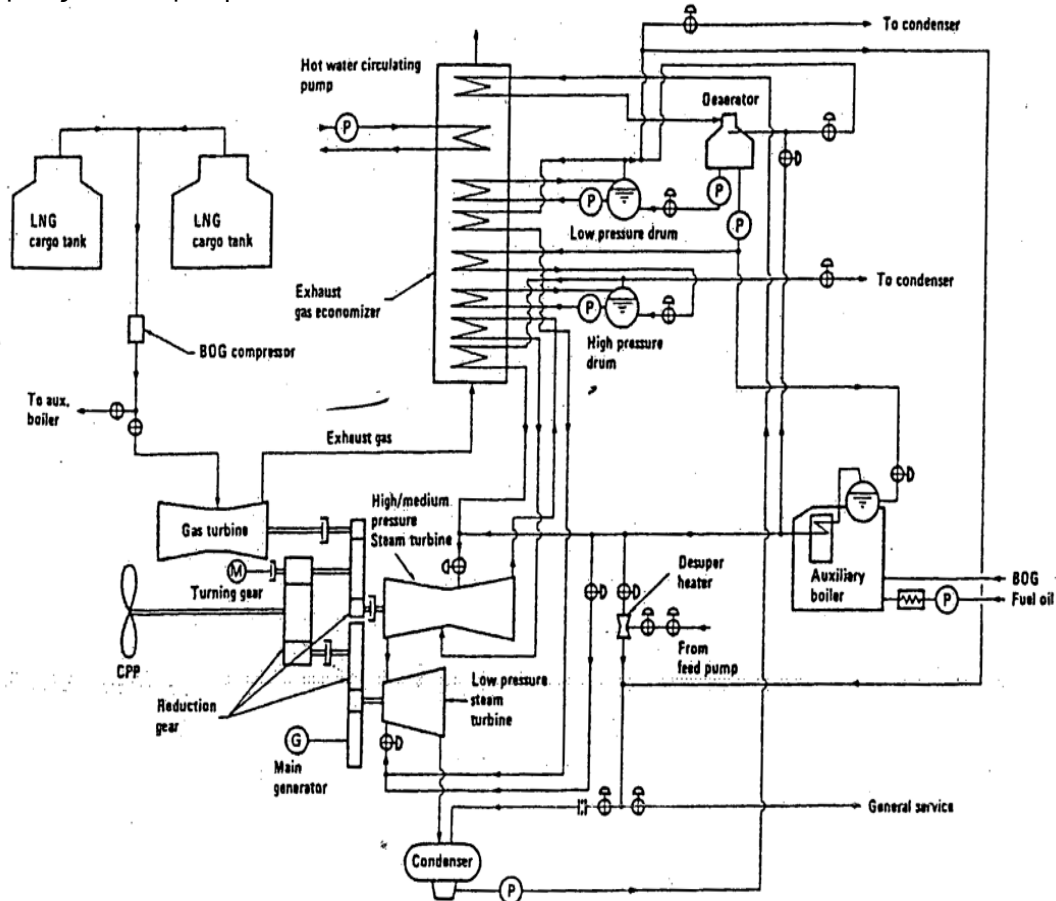 To condenser
Hot water circulating
pump
Deaerator
P
LNG
cargo tank
LNG
cargo tank
P
P
P
Low pressure drum
Exhaust
gas economizer
To condenser
P
High pressure
drum
BOG compressor
To aux.
boiler
Exhaust gas
High/medium
pressure
Steam turbine
Gas turbine
M
Turning gear
Desuper
heater
Auxiliary
boiler
BOG
Fuel oil
P
From
feed pump
CPP
Reduction
gear
Low pressure
steam
turbine
G
Main
generator
General service
Condenser
P